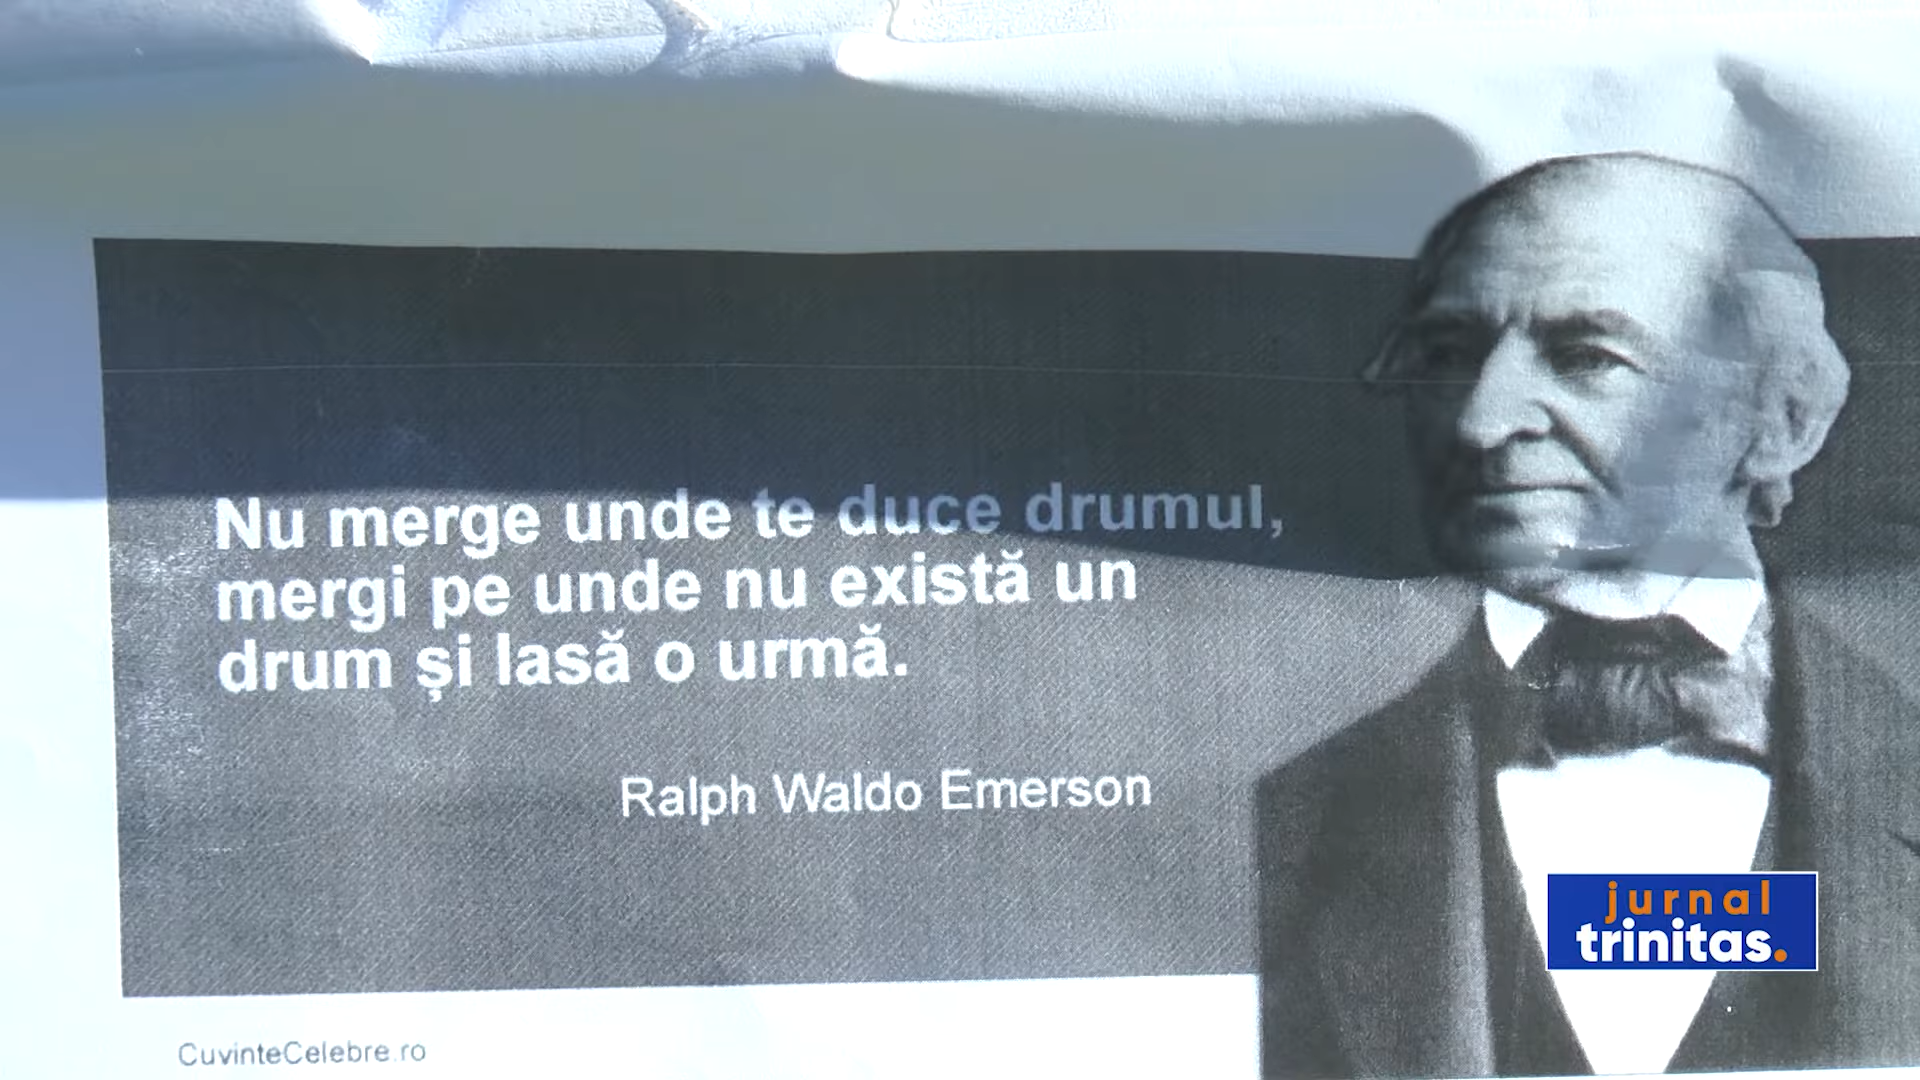 Nu merge unde te duce drumul,
mergi pe unde nu există un
drum și lasă o urmă.
Ralph Waldo Emerson
jurnal
trinitas.
CuvinteCelebre.ro